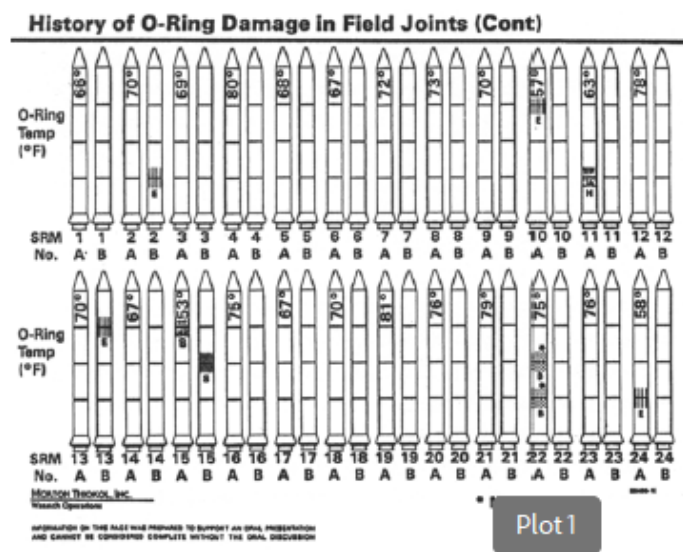 History of O-Ring Damage in Field Joints (Cont)
O-Ring
Temp
(°F)
66° 70° 69° 80° 68° 67° 72° 73° 70° 57° 63° 78°
E
E
H
SRM 1 1 2 2 3 3 4 4 5 5 6 6 7 7 8 8 9 9 10 10 11 11 12 12
No. A B A B A B A B A B A B A B A B A B A B A B A B
O-Ring
Temp
(°F)
70° 67° 53° 75° 67° 70° 81° 76° 79° 75° 76° 58°
E
B
B
B
E
SRM 13 13 14 14 15 15 16 16 17 17 18 18 19 19 20 20 21 21 22 22 23 23 24 24
No. A B A B A B A B A B A B A B A B A B A B A B A B
MORTON THIOKOL, INC.
Wasatch Operations
INFORMATION ON THIS PAGE WAS PREPARED TO SUPPORT AN ORAL PRESENTATION
AND CANNOT BE CONSIDERED COMPLETE WITHOUT THE ORAL DISCUSSION
Plot1